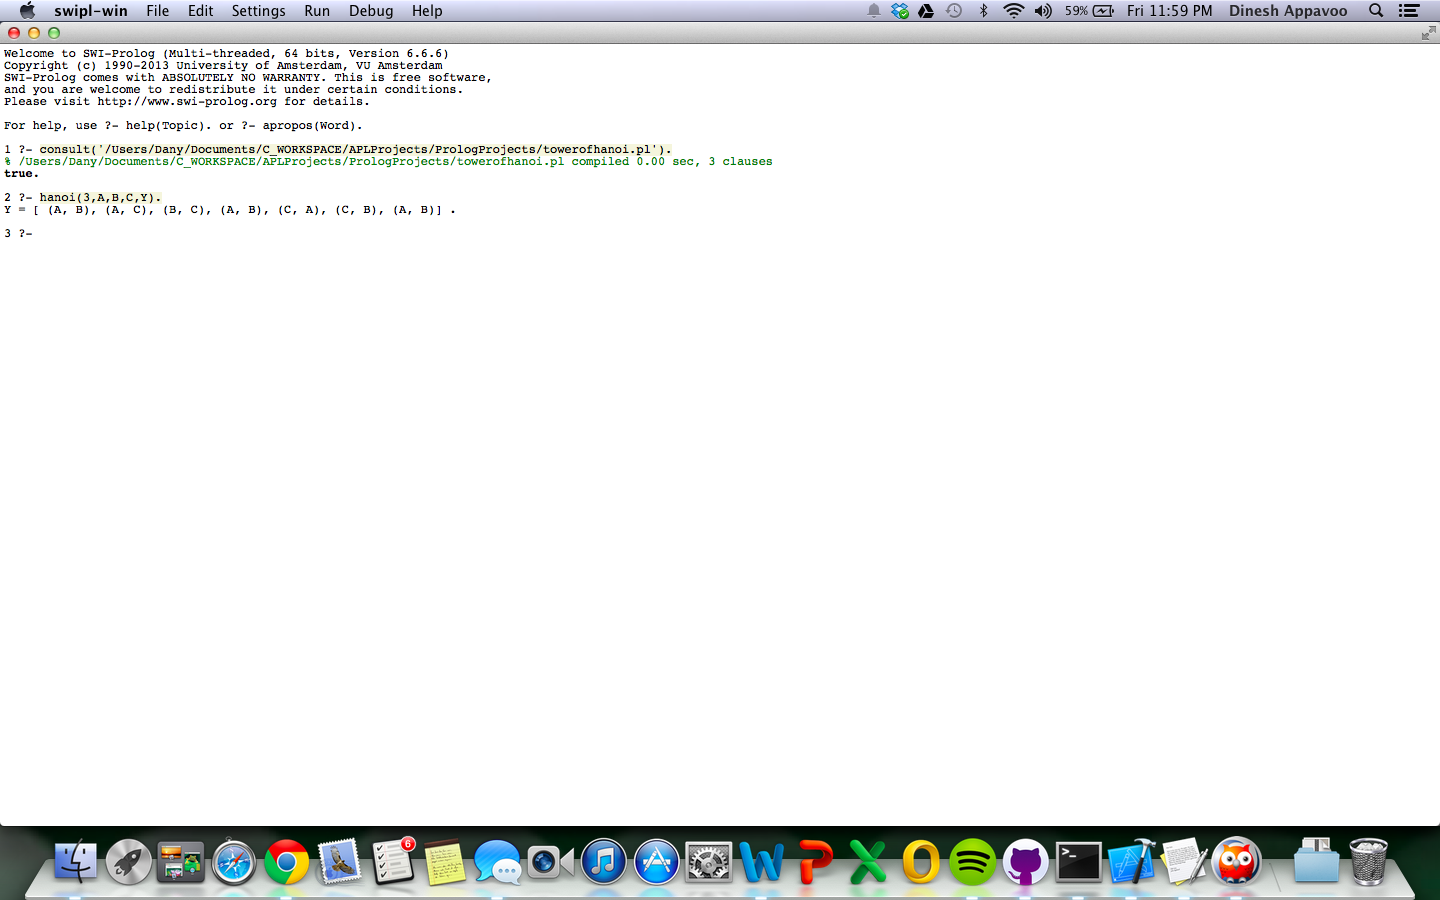 swipl-win File Edit Settings Run Debug Help 59% Fri 11:59 PM Dinesh Appavoo
Welcome to SWI-Prolog (Multi-threaded, 64 bits, Version 6.6.6)
Copyright (c) 1990-2013 University of Amsterdam, VU Amsterdam
SWI-Prolog comes with ABSOLUTELY NO WARRANTY. This is free software,
and you are welcome to redistribute it under certain conditions.
Please visit http://www.swi-prolog.org for details.
For help, use ?- help(Topic). or ?- apropos(Word).
1 ?- consult('/Users/Dany/Documents/C_WORKSPACE/APLProjects/PrologProjects/towerofhanoi.pl').
% /Users/Dany/Documents/C_WORKSPACE/APLProjects/PrologProjects/towerofhanoi.pl compiled 0.00 sec, 3 clauses
true.
2 ?- hanoi(3,A,B,C,Y).
Y = [ (A, B), (A, C), (B, C), (A, B), (C, A), (C, B), (A, B)] .
3 ?-
6